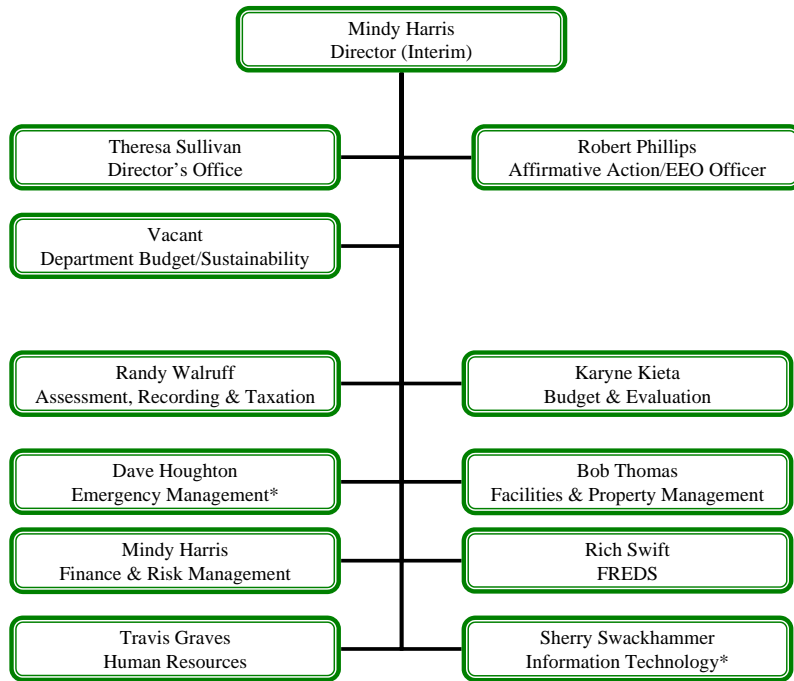 Mindy Harris
Director (Interim)
Theresa Sullivan
Director’s Office
Robert Phillips
Affirmative Action/EEO Officer
Vacant
Department Budget/Sustainability
Randy Walruff
Assessment, Recording & Taxation
Karyne Kieta
Budget & Evaluation
Dave Houghton
Emergency Management*
Bob Thomas
Facilities & Property Management
Mindy Harris
Finance & Risk Management
Rich Swift
FREDS
Travis Graves
Human Resources
Sherry Swackhammer
Information Technology*